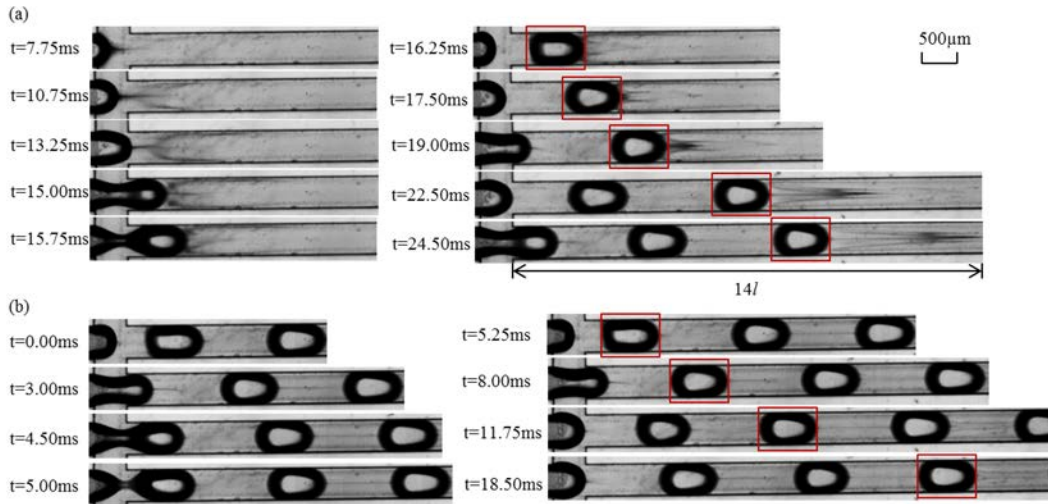 (a)
t=7.75ms
t=10.75ms
t=13.25ms
t=15.00ms
t=15.75ms
t=16.25ms
t=17.50ms
t=19.00ms
t=22.50ms
t=24.50ms
500μm
14l
(b)
t=0.00ms
t=3.00ms
t=4.50ms
t=5.00ms
t=5.25ms
t=8.00ms
t=11.75ms
t=18.50ms